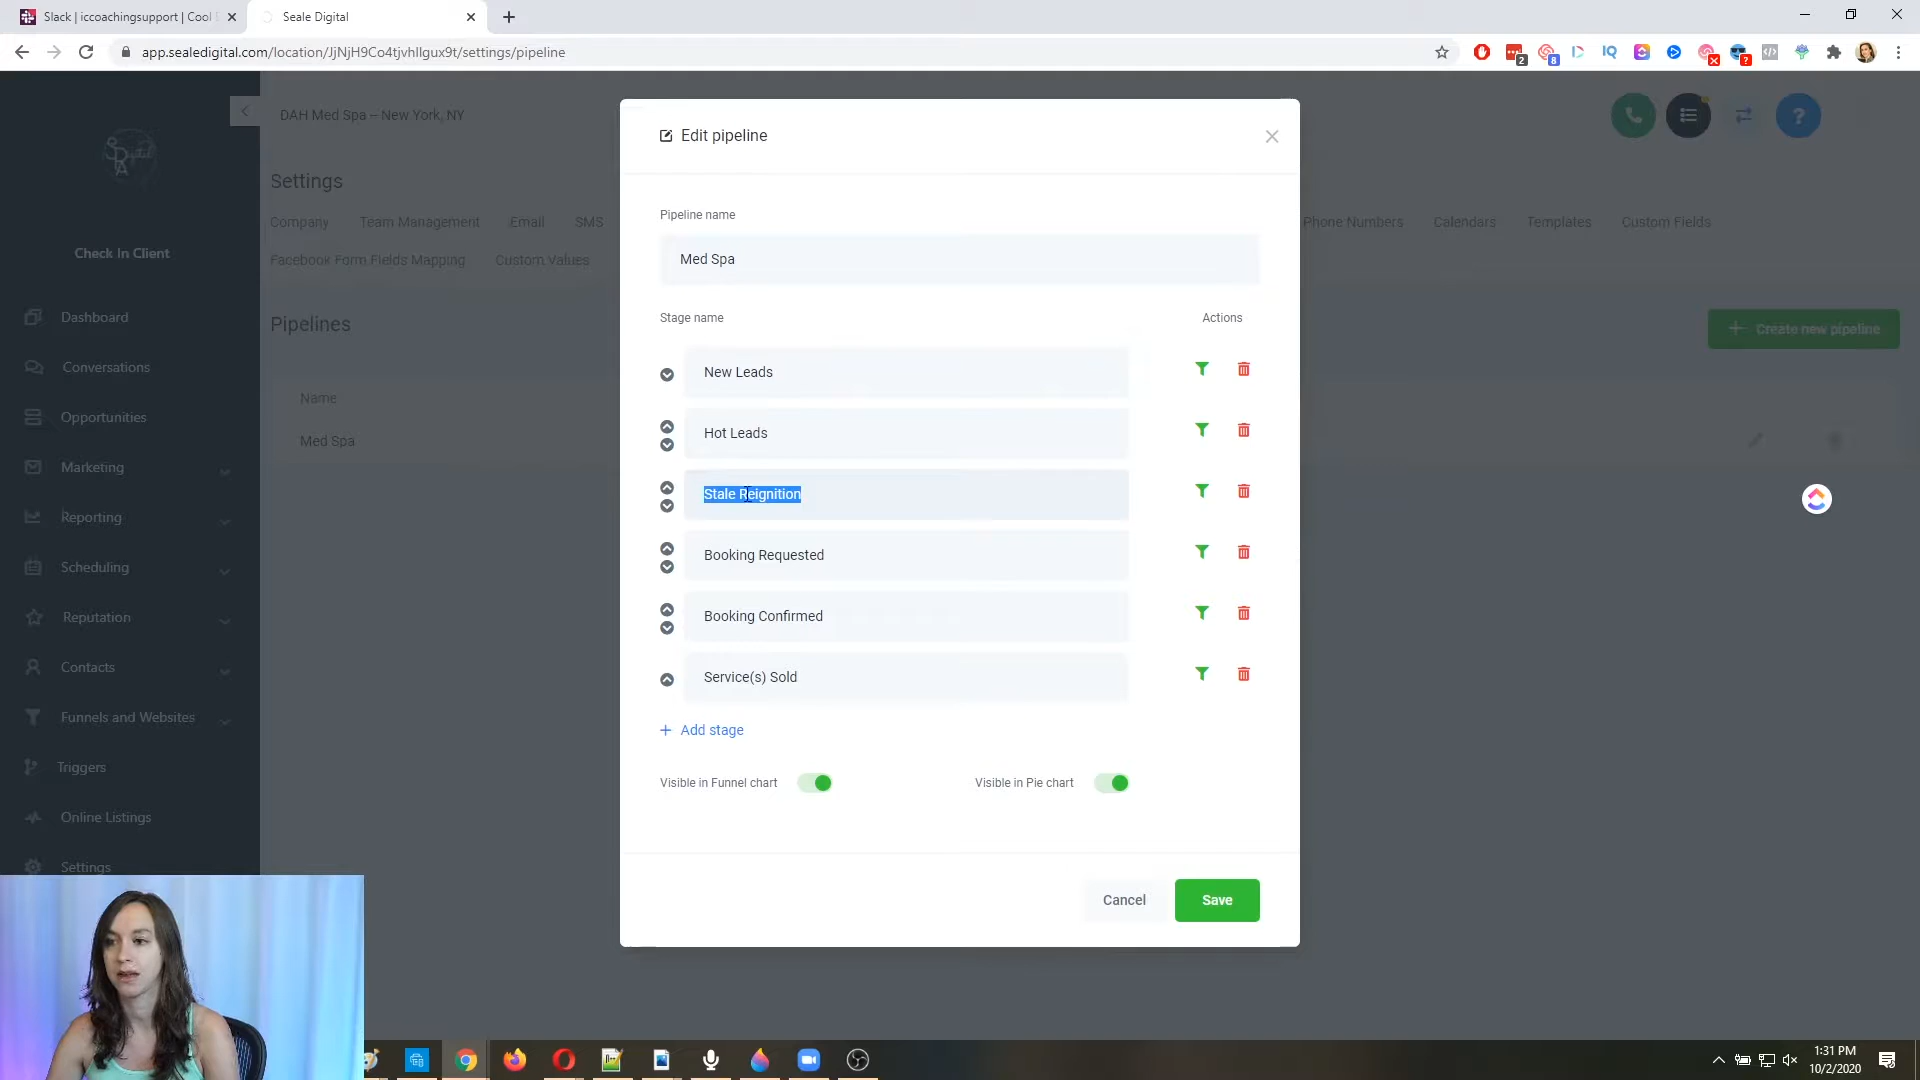 Slack | iccoachingsupport | Cool
Seale Digital
app.sealedigital.com/location/JjNjH9Co4tjvhIlgux9t/settings/pipeline
2
8
IQ
?
DAH Med Spa – New York, NY
?
Settings
Company
Team Management
Email
SMS
Phone Numbers
Calendars
Templates
Custom Fields
Facebook Form Fields Mapping
Custom Values
Pipelines
Create new pipeline
Name
Med Spa
Check In Client
Dashboard
Conversations
Opportunities
Marketing
Reporting
Scheduling
Reputation
Contacts
Funnels and Websites
Triggers
Online Listings
Settings
Edit pipeline
Pipeline name
Med Spa
Stage name
Actions
New Leads
Hot Leads
Stale Reignition
Booking Requested
Booking Confirmed
Service(s) Sold
+ Add stage
Visible in Funnel chart
Visible in Pie chart
Cancel
Save
1:31 PM
10/2/2020